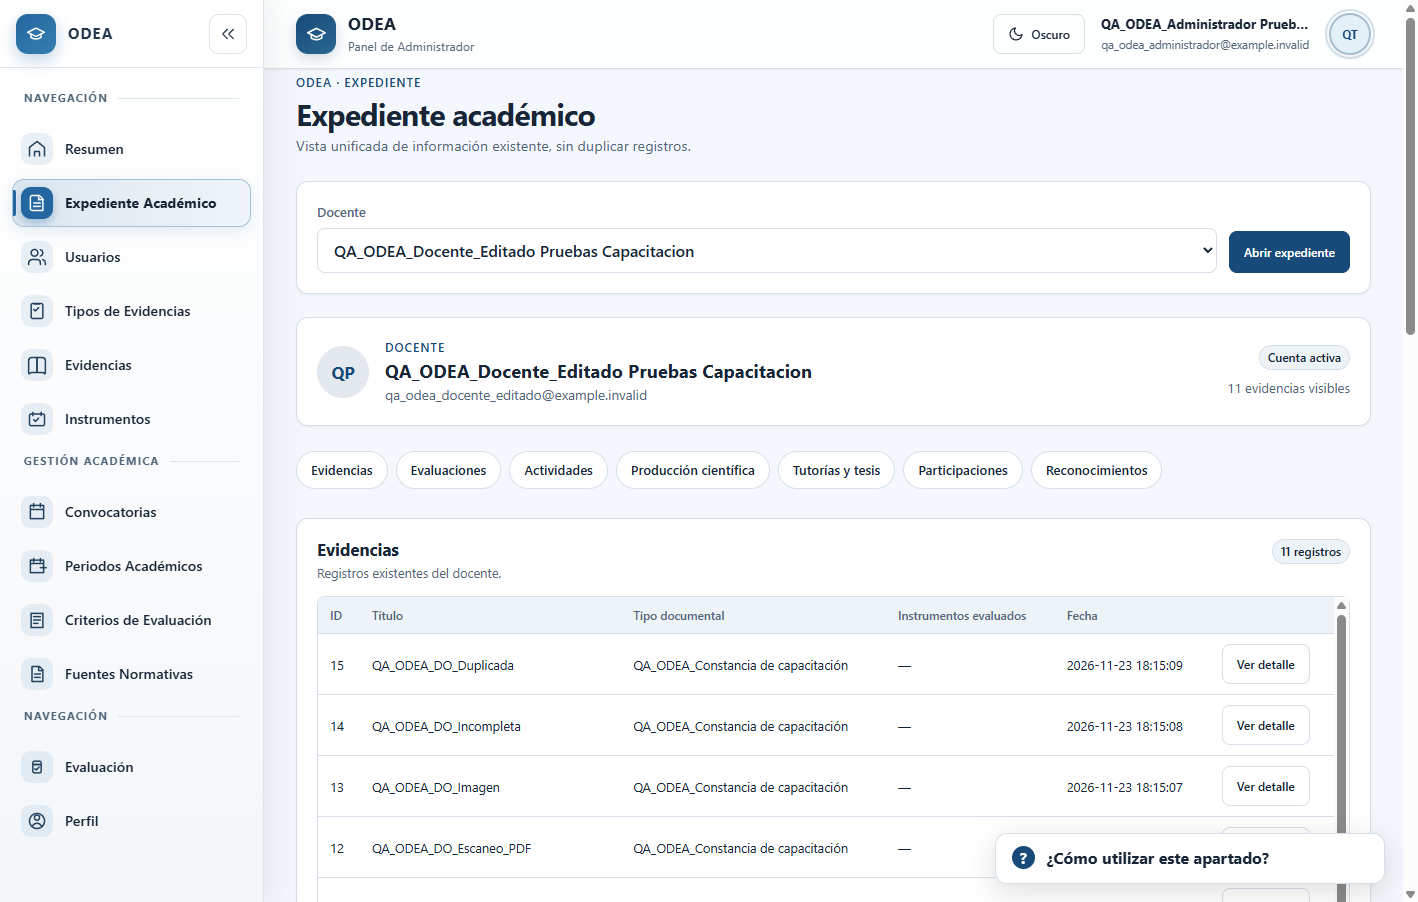 ODEA
NAVEGACIÓN
Resumen
Expediente Académico
Usuarios
Tipos de Evidencias
Evidencias
Instrumentos
GESTIÓN ACADÉMICA
Convocatorias
Periodos Académicos
Criterios de Evaluación
Fuentes Normativas
NAVEGACIÓN
Evaluación
Perfil
ODEA
Panel de Administrador
Oscuro
QA_ODEA_Administrador Prueb...
qa_odea_administrador@example.invalid
QT
ODEA · EXPEDIENTE
Expediente académico
Vista unificada de información existente, sin duplicar registros.
Docente
QA_ODEA_Docente_Editado Pruebas Capacitacion
Abrir expediente
QP
DOCENTE
QA_ODEA_Docente_Editado Pruebas Capacitacion
qa_odea_docente_editado@example.invalid
Cuenta activa
11 evidencias visibles
Evidencias Evaluaciones Actividades Producción científica Tutorías y tesis Participaciones Reconocimientos
Evidencias
Registros existentes del docente.
11 registros
ID Título Tipo documental Instrumentos evaluados Fecha
15 QA_ODEA_DO_Duplicada QA_ODEA_Constancia de capacitación — 2026-11-23 18:15:09 Ver detalle
14 QA_ODEA_DO_Incompleta QA_ODEA_Constancia de capacitación — 2026-11-23 18:15:08 Ver detalle
13 QA_ODEA_DO_Imagen QA_ODEA_Constancia de capacitación — 2026-11-23 18:15:07 Ver detalle
12 QA_ODEA_DO_Escaneo_PDF QA_ODEA_Constancia de capacitación —
? ¿Cómo utilizar este apartado?